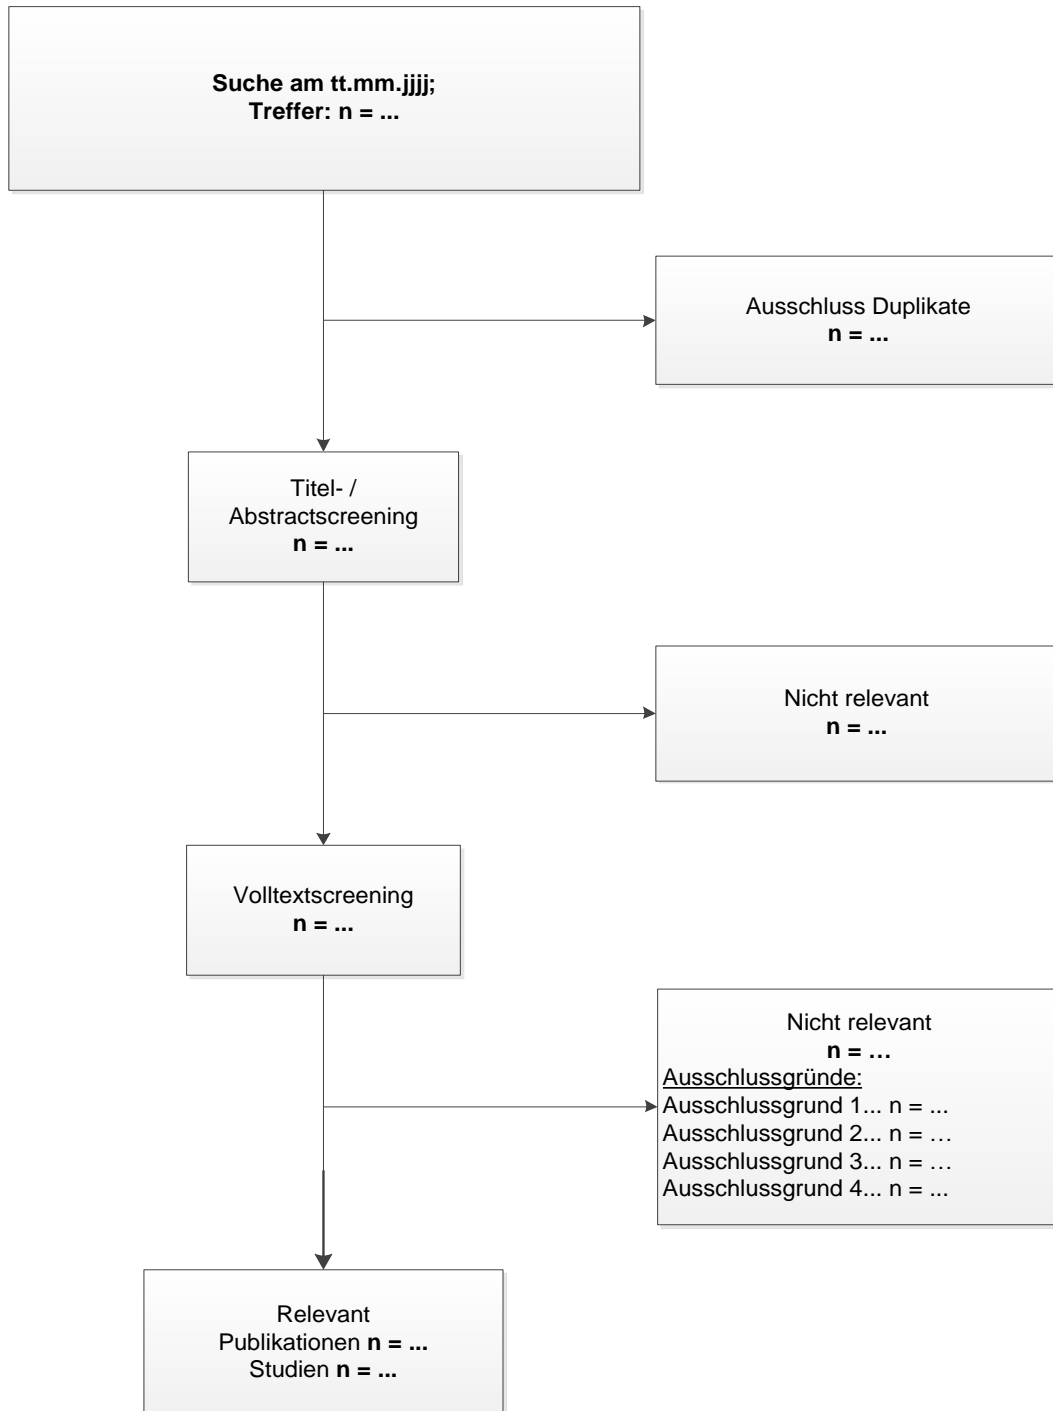 Suche am tt.mm.jjjj;
Treffer: n = ...
Ausschluss Duplikate
n = ...
Titel- /
Abstractscreening
n = ...
Nicht relevant
n = ...
Volltextscreening
n = ...
Nicht relevant
n = …
Ausschlussgründe:
Ausschlussgrund 1... n = ...
Ausschlussgrund 2... n = …
Ausschlussgrund 3... n = …
Ausschlussgrund 4... n = ...
Relevant
Publikationen n = ...
Studien n = ...